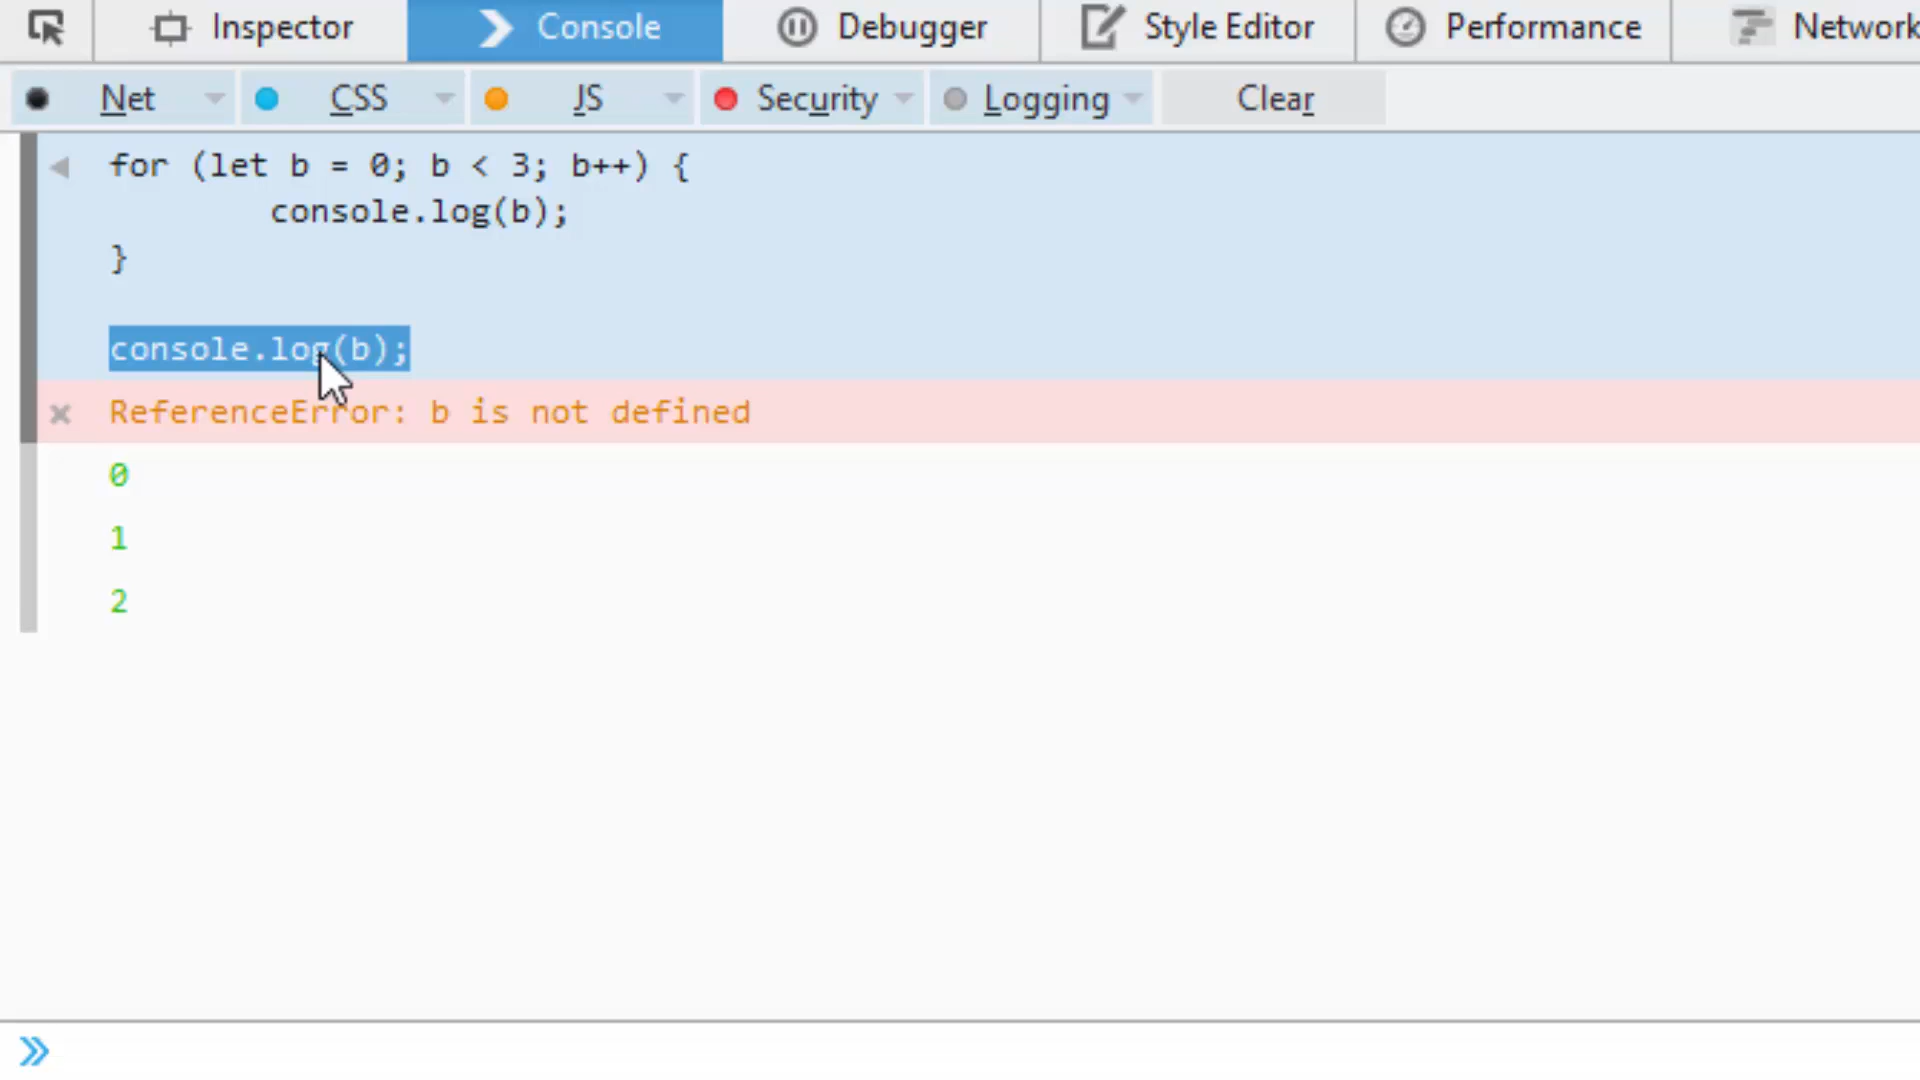 Inspector Console Debugger Style Editor Performance Network
Net CSS JS Security Logging Clear
for (let b = 0; b < 3; b++) {
console.log(b);
}
console.log(b);
ReferenceError: b is not defined
0
1
2